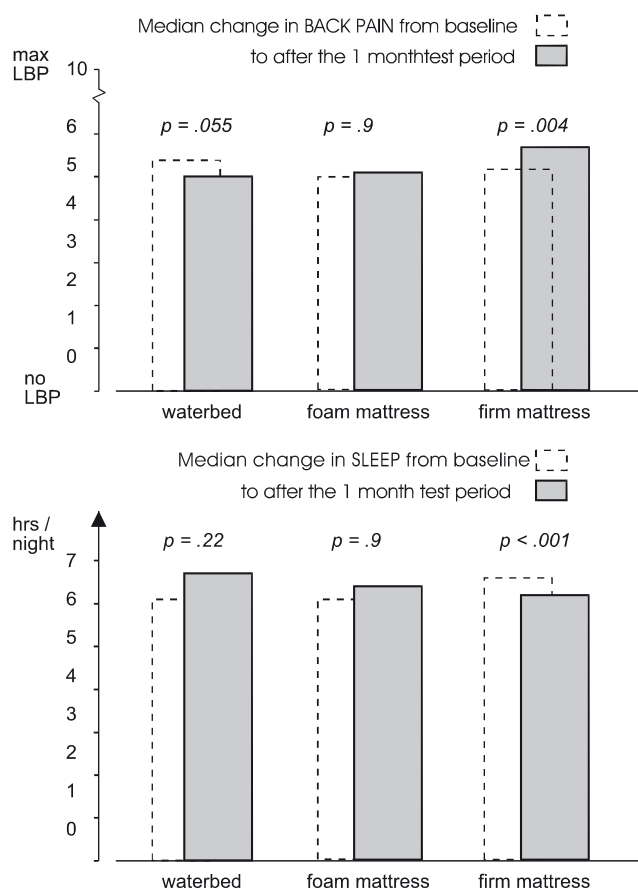 Median change in BACK PAIN from baseline
to after the 1 monthtest period
max
LBP
10
6
5
4
3
2
1
0
no
LBP
p = .055
p = .9
p = .004
waterbed
foam mattress
firm mattress
Median change in SLEEP from baseline
to after the 1 month test period
hrs /
night
7
6
5
4
3
2
1
0
p = .22
p = .9
p < .001
waterbed
foam mattress
firm mattress